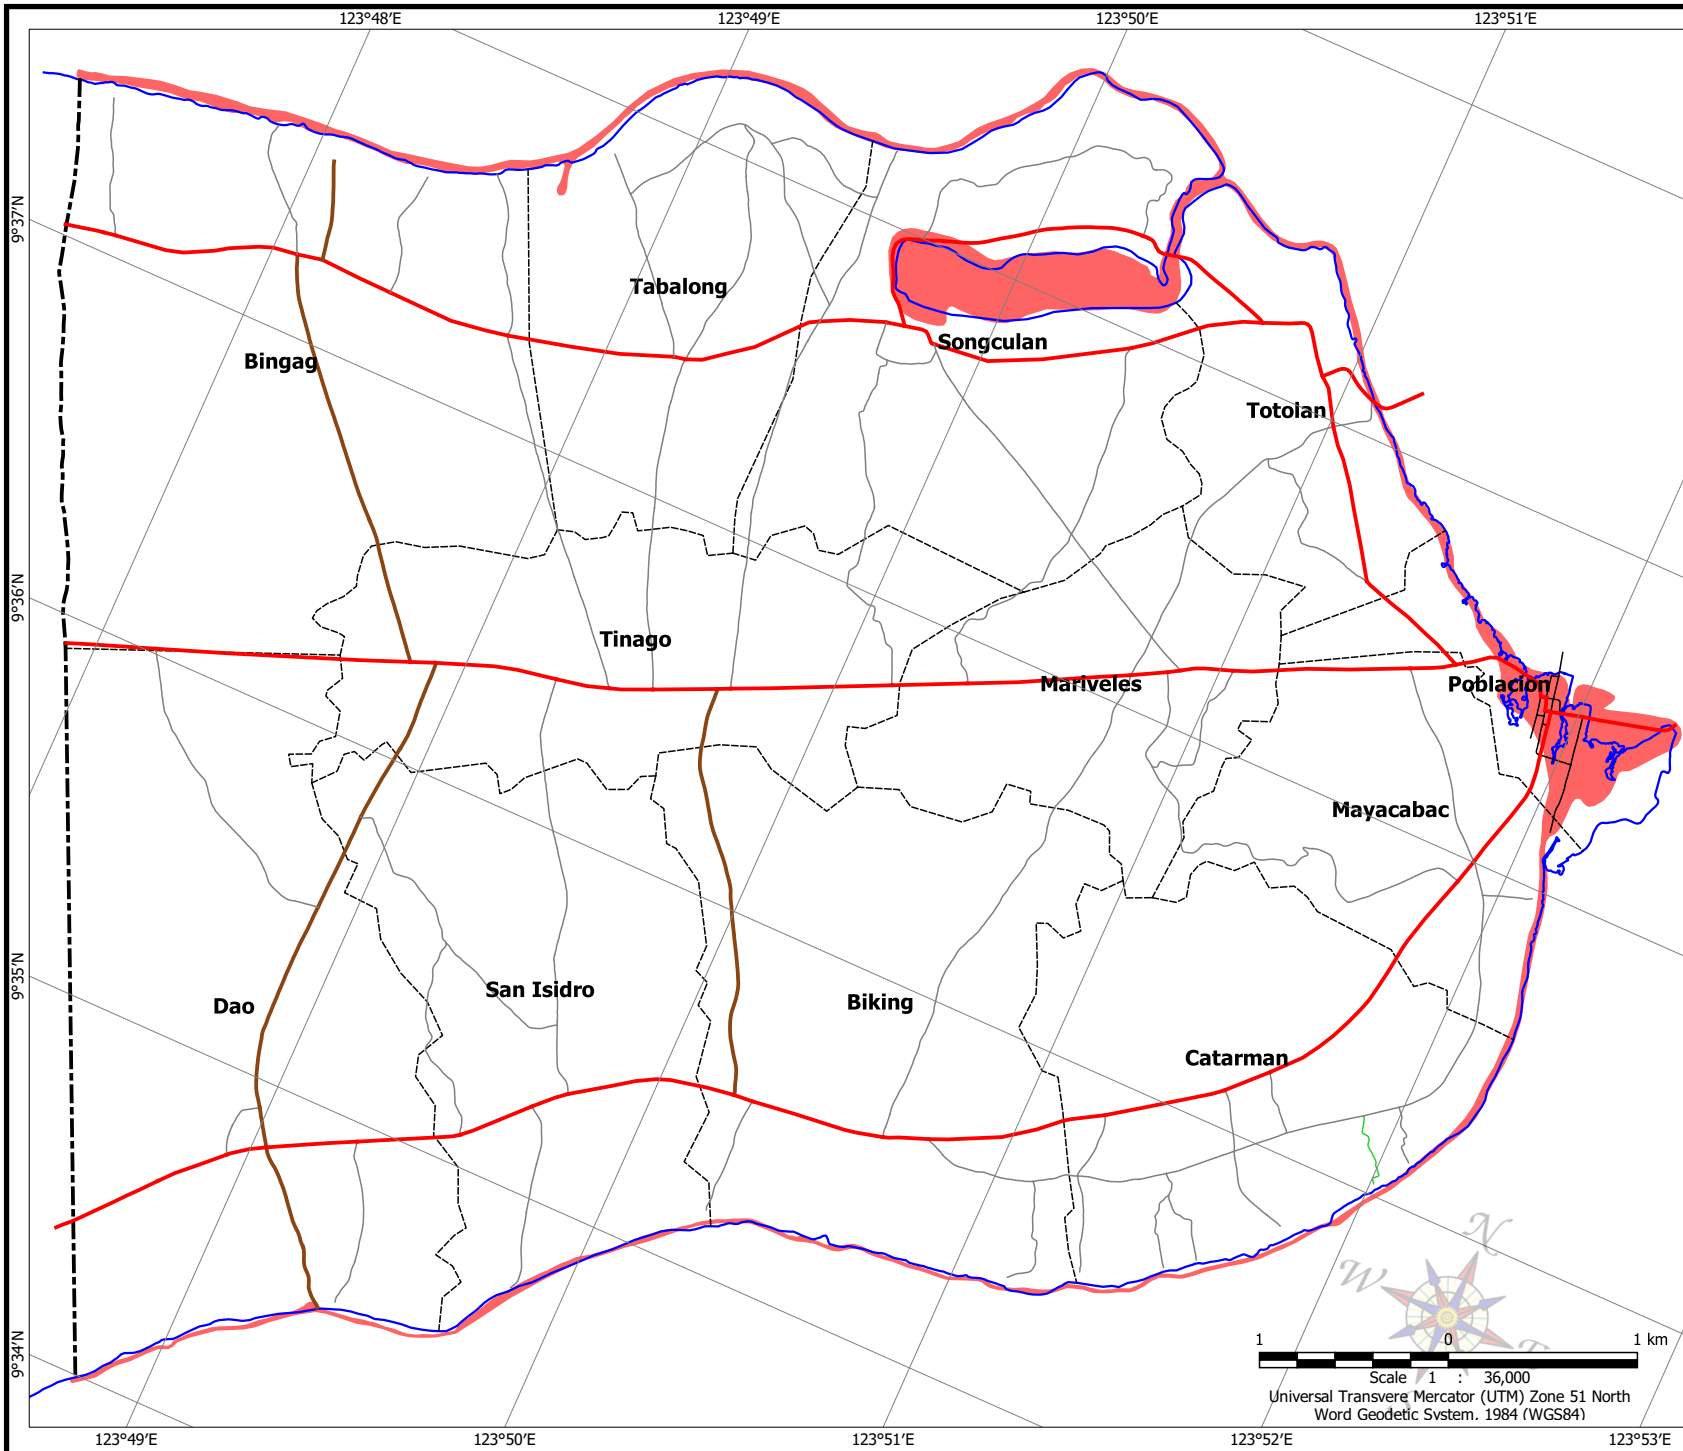 123°48′E
123°49′E
123°50′E
123°51′E
9°37′N
Tabalong
Songculan
Bingag
Totolan
9°36′N
Tinago
Mariveles
Poblacion
Mayacabac
9°35′N
San Isidro
Biking
Dao
Catarman
N
W
E
9°34′N
1 0 1 km
Scale 1 : 36,000
Universal Transvere Mercator (UTM) Zone 51 North
Word Geodetic System, 1984 (WGS84)
123°49′E
123°50′E
123°51′E
123°52′E
123°53′E